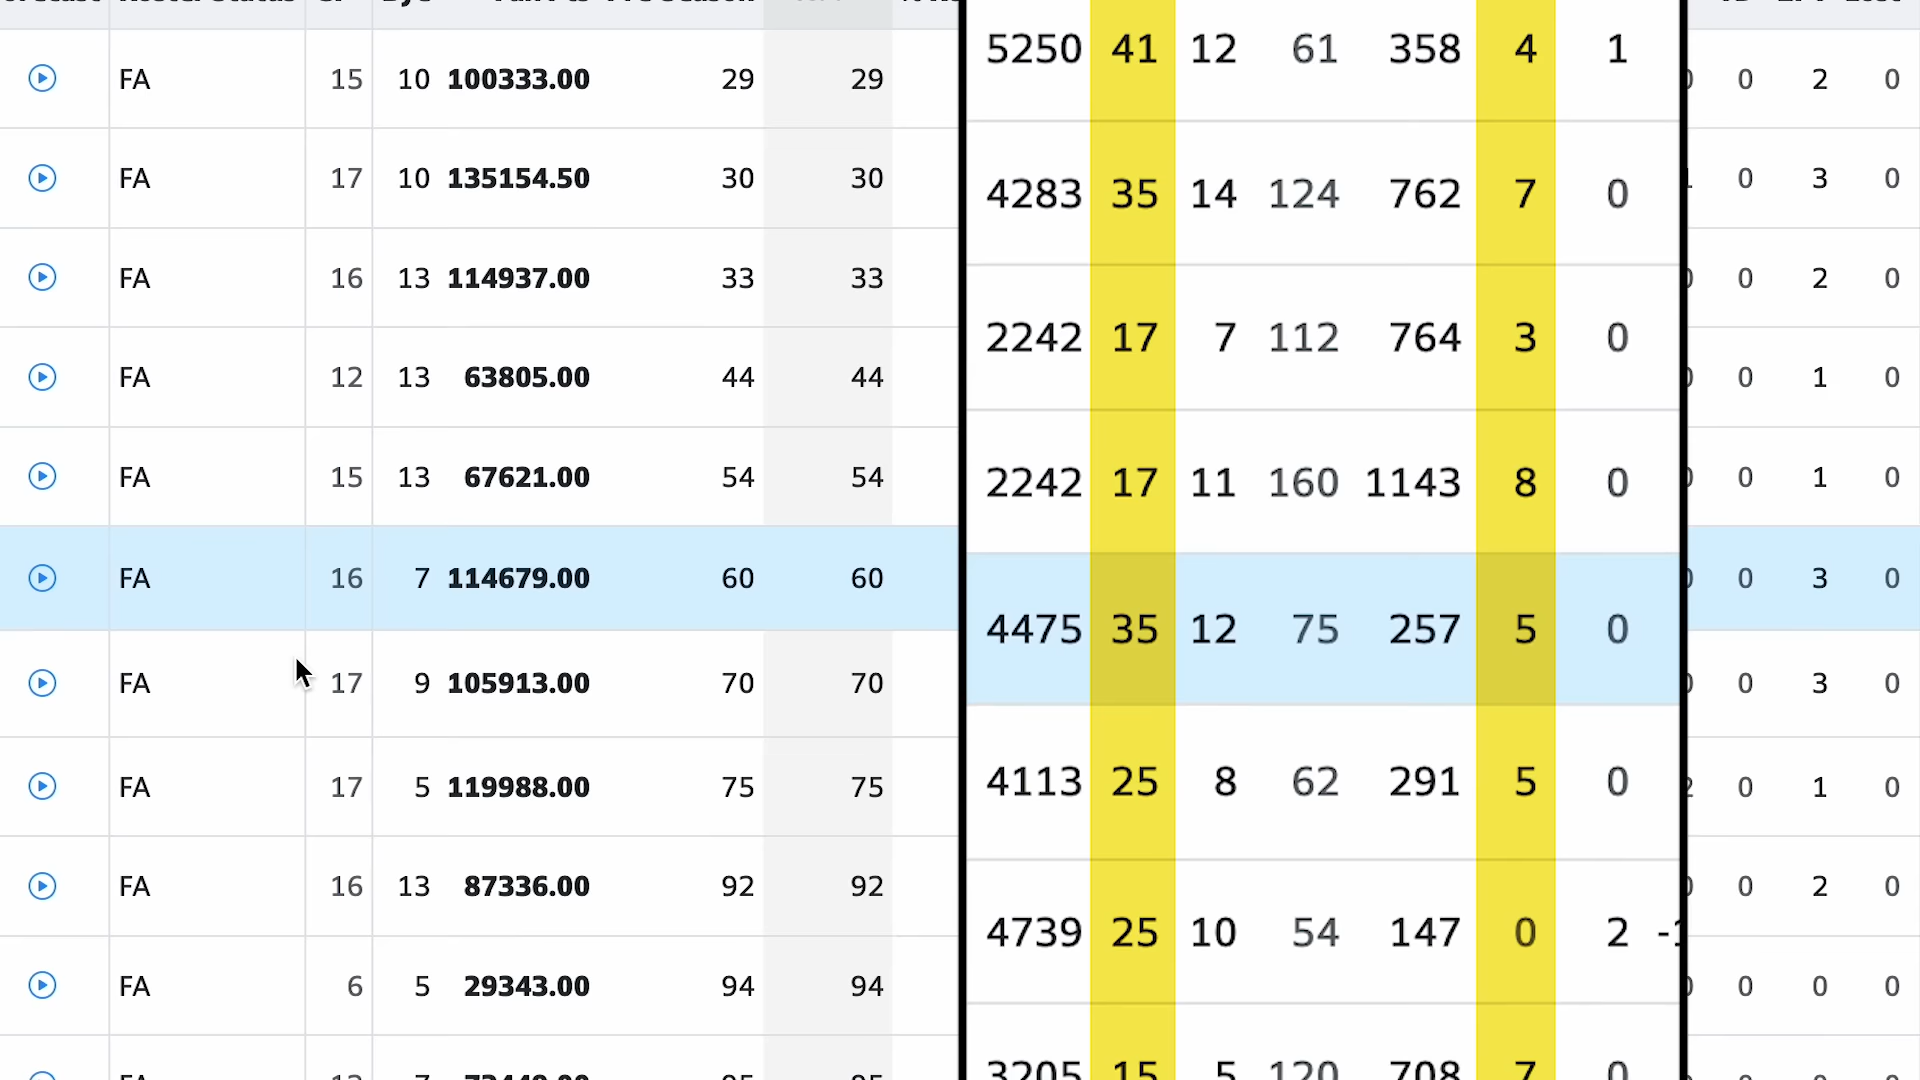 FA 15 10 100333.00 29 29 5250 41 12 61 358 4 1 0 2 0
FA 17 10 135154.50 30 30 4283 35 14 124 762 7 0 0 3 0
FA 16 13 114937.00 33 33 2242 17 7 112 764 3 0 0 2 0
FA 12 13 63805.00 44 44 2242 17 11 160 1143 8 0 0 1 0
FA 15 13 67621.00 54 54 0 1 0
FA 16 7 114679.00 60 60 4475 35 12 75 257 5 0 0 3 0
FA 17 9 105913.00 70 70 4113 25 8 62 291 5 0 0 3 0
FA 17 5 119988.00 75 75 0 1 0
FA 16 13 87336.00 92 92 4739 25 10 54 147 0 2 0 2 0
FA 6 5 29343.00 94 94 0 0 0
3205 15 5 120 708 7 0